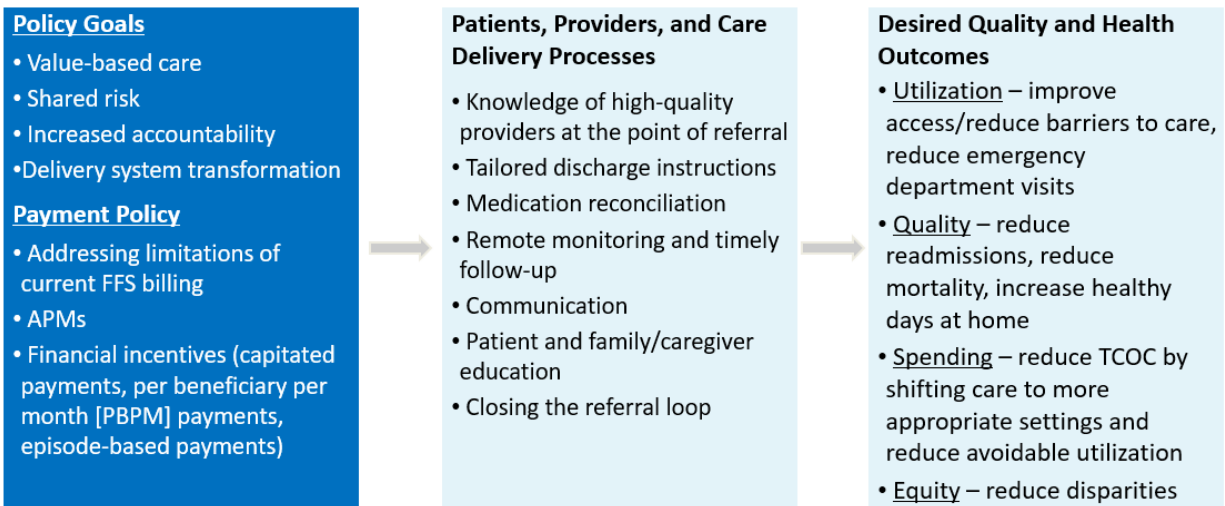 Policy Goals
• Value-based care
• Shared risk
• Increased accountability
•Delivery system transformation
Payment Policy
• Addressing limitations of
current FFS billing
• APMs
• Financial incentives (capitated
payments, per beneficiary per
month [PBPM] payments,
episode-based payments)
Patients, Providers, and Care
Delivery Processes
• Knowledge of high-quality
providers at the point of referral
• Tailored discharge instructions
• Medication reconciliation
• Remote monitoring and timely
follow-up
• Communication
• Patient and family/caregiver
education
• Closing the referral loop
Desired Quality and Health
Outcomes
• Utilization – improve
access/reduce barriers to care,
reduce emergency
department visits
• Quality – reduce
readmissions, reduce
mortality, increase healthy
days at home
• Spending – reduce TCOC by
shifting care to more
appropriate settings and
reduce avoidable utilization
• Equity – reduce disparities